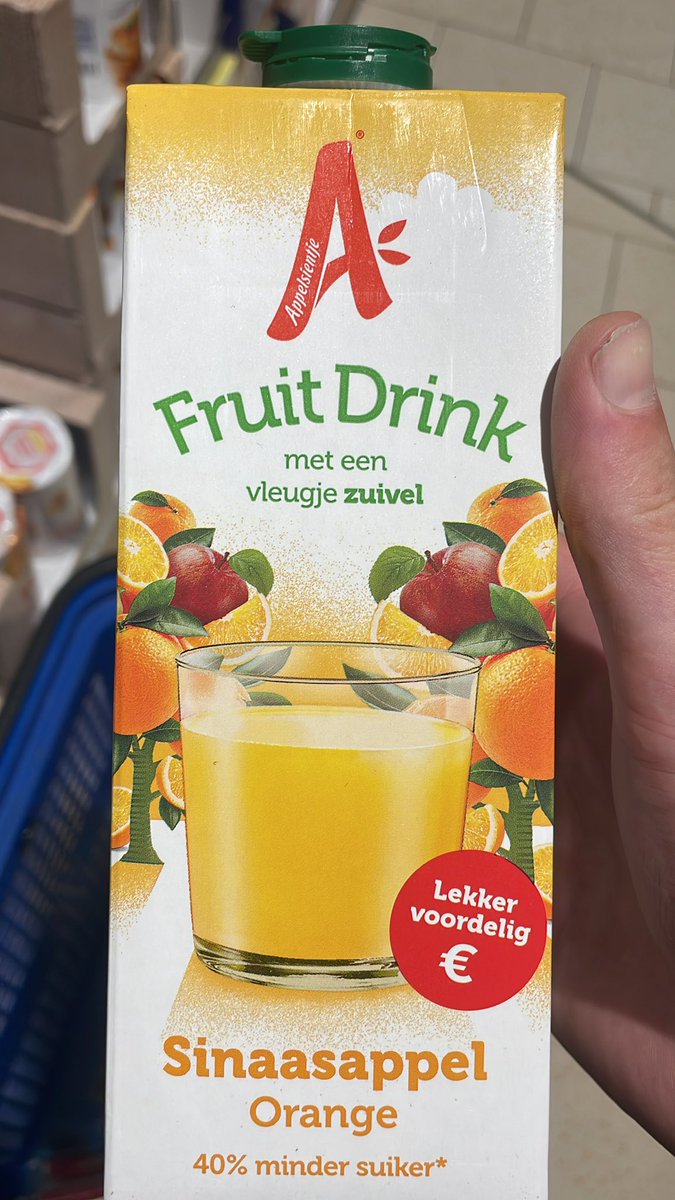 Appelsientje
®
Fruit Drink
met een
vleugje zuivel
Lekker
voordelig
€
Sinaasappel
Orange
40% minder suiker*